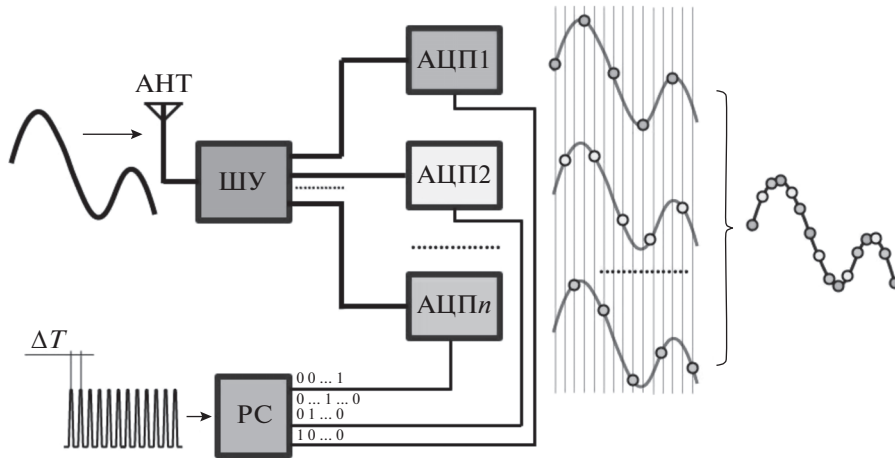 АЦП1
АНТ
ШУ
АЦП2
АЦПn
ΔT
РС
0 0 ... 1
0 ... 1 ... 0
0 1 ... 0
1 0 ... 0